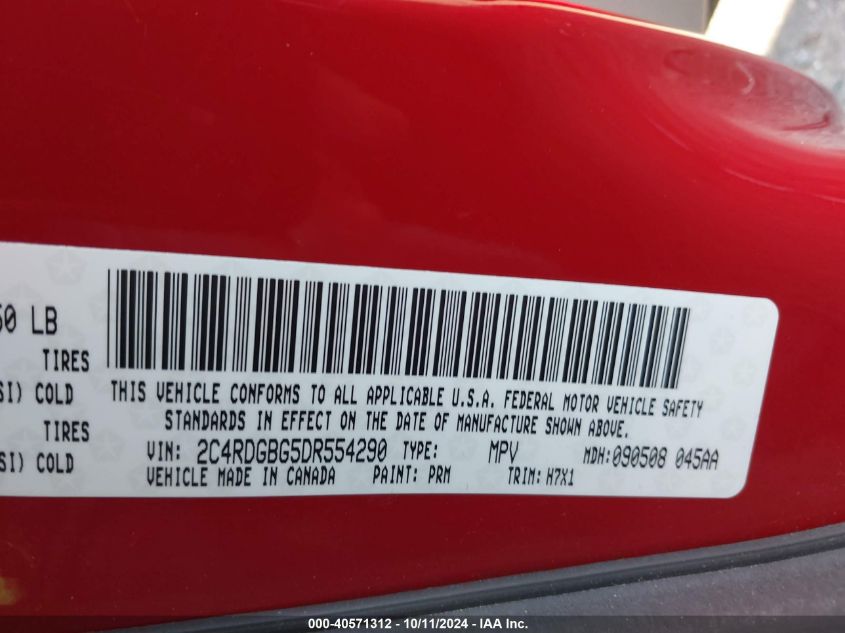 50 LB
TIRES
SI) COLD
TIRES
SI) COLD
THIS VEHICLE CONFORMS TO ALL APPLICABLE U.S.A. FEDERAL MOTOR VEHICLE SAFETY
STANDARDS IN EFFECT ON THE DATE OF MANUFACTURE SHOWN ABOVE.
VIN: 2C4RDGBG5DR554290 TYPE: MPV MDH: 090508 045AA
VEHICLE MADE IN CANADA PAINT: PRM TRIM: H7X1
000-40571312 - 10/11/2024 - IAA Inc.